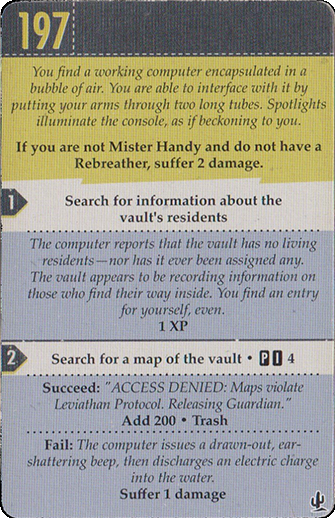 197
You find a working computer encapsulated in a
bubble of air. You are able to interface with it by
putting your arms through two long tubes. Spotlights
illuminate the console, as if beckoning to you.
If you are not Mister Handy and do not have a
Rebreather, suffer 2 damage.
1
Search for information about the
vault's residents
The computer reports that the vault has no living
residents—nor has it ever been assigned any.
The vault appears to be recording information on
those who find their way inside. You find an entry
for yourself, even.
1 XP
2
Search for a map of the vault • P I 4
Succeed: "ACCESS DENIED: Maps violate
Leviathan Protocol. Releasing Guardian."
Add 200 • Trash
Fail: The computer issues a drawn-out, ear-
shattering beep, then discharges an electric charge
into the water.
Suffer 1 damage